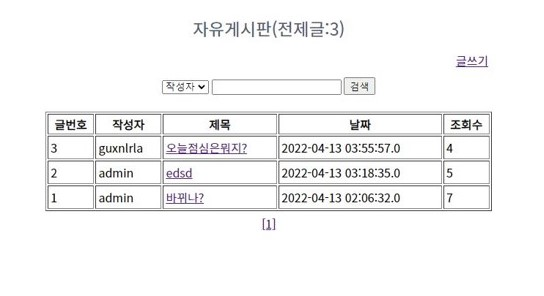 자유게시판(전제글:3)
글쓰기
작성자 검색
글번호 작성자 제목 날짜 조회수
3 guxnlrla 오늘점심은뭐지? 2022-04-13 03:55:57.0 4
2 admin edsd 2022-04-13 03:18:35.0 5
1 admin 바뀌나? 2022-04-13 02:06:32.0 7
[1]